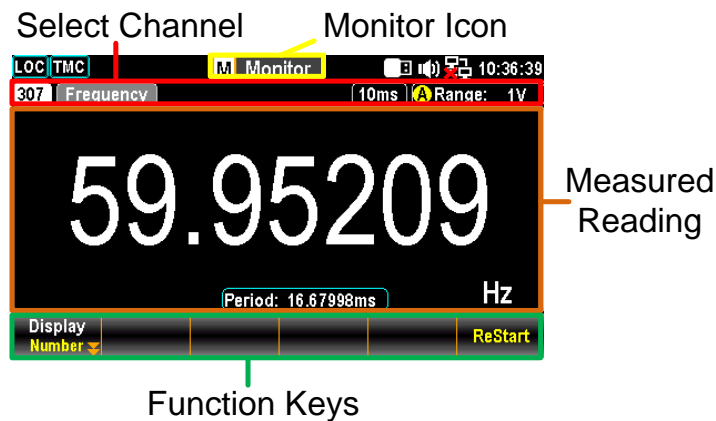 Select Channel Monitor Icon
LOC TMC M Monitor 10:36:39
307 Frequency 10ms A Range: 1V
59.95209
Measured
Reading
Period: 16.67998ms Hz
Display
Number ReStart
Function Keys